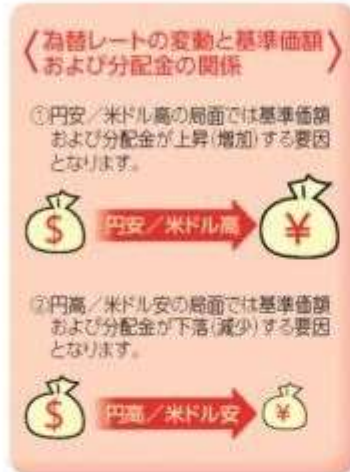 為替レートの変動と基準価額
および分配金の関係
①円安／米ドル高の局面では基準価額
および分配金が上昇(増加)する要因
となります。
$ 円安／米ドル高 ¥
②円高／米ドル安の局面では基準価額
および分配金が下落(減少)する要因
となります。
$ 円高／米ドル安 ¥